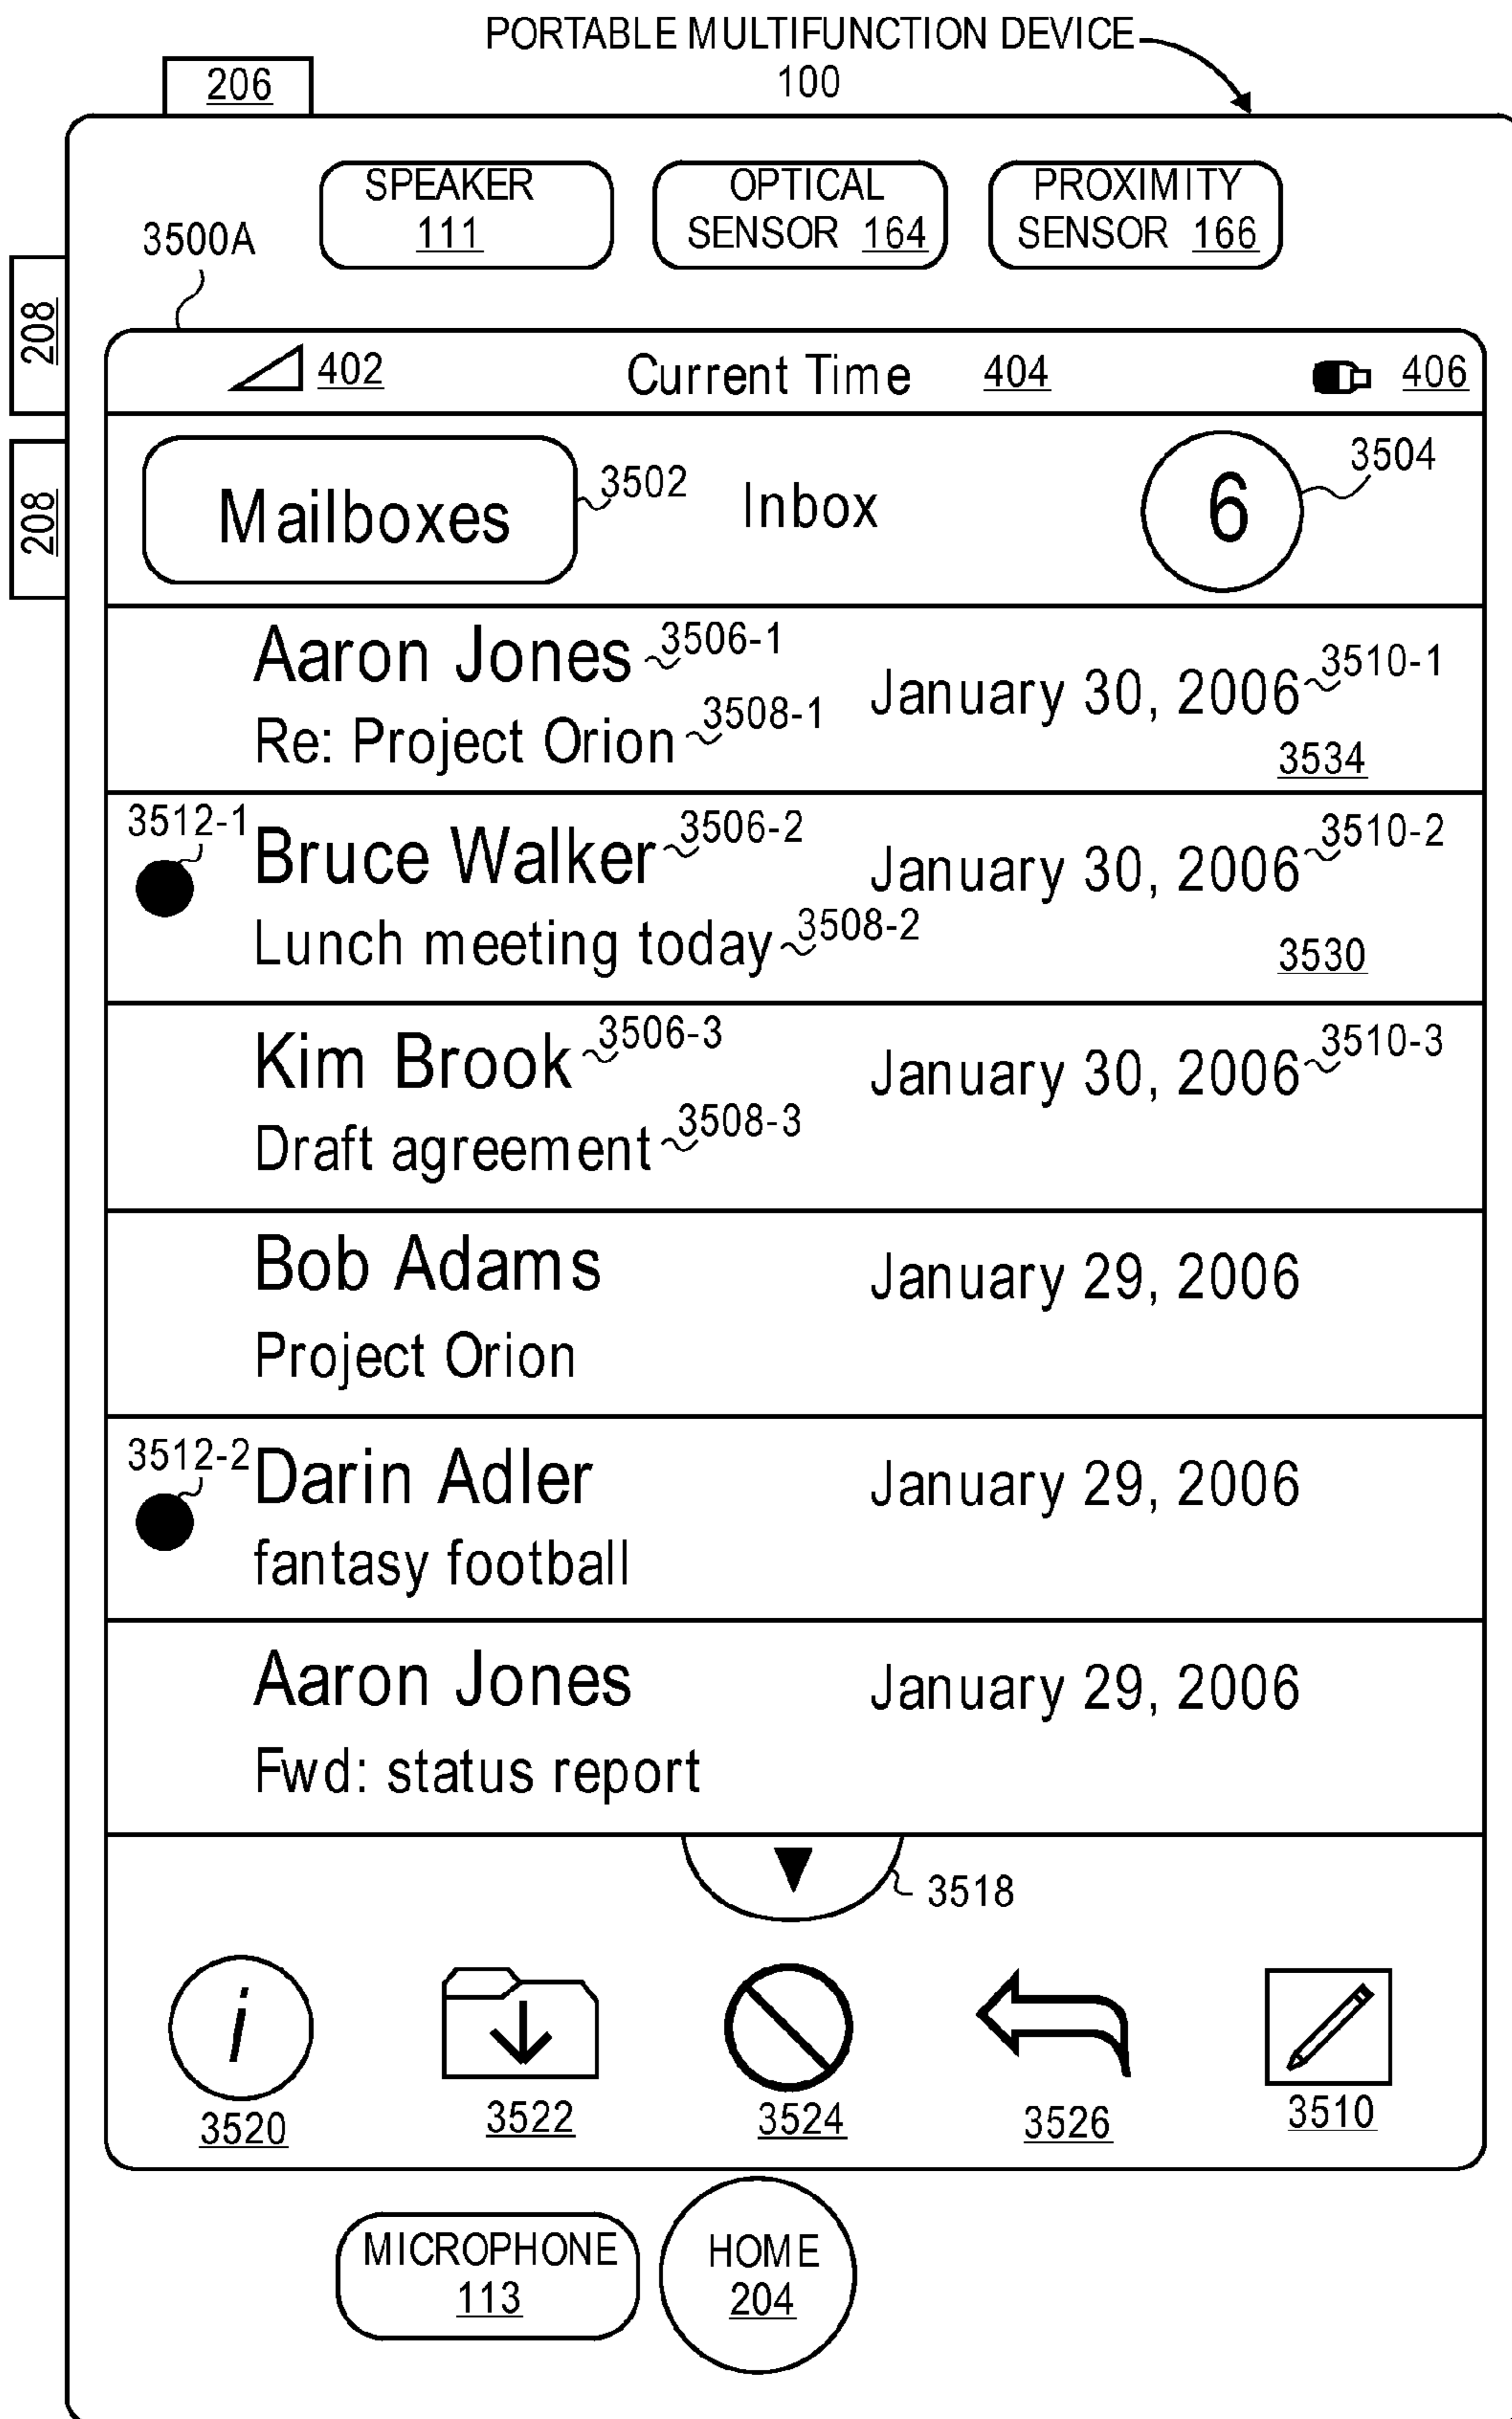 PORTABLE MULTIFUNCTION DEVICE
100
206
SPEAKER
111
OPTICAL
SENSOR 164
PROXIMITY
SENSOR 166
3500A
208
208
402 Current Time 404 406
Mailboxes 3502 Inbox 6 3504
Aaron Jones 3506-1
January 30, 2006 3510-1
Re: Project Orion 3508-1
3534
3512-1
Bruce Walker 3506-2
January 30, 2006 3510-2
Lunch meeting today 3508-2
3530
Kim Brook 3506-3
January 30, 2006 3510-3
Draft agreement 3508-3
Bob Adams January 29, 2006
Project Orion
3512-2
Darin Adler January 29, 2006
fantasy football
Aaron Jones January 29, 2006
Fwd: status report
3518
i
3520 3522 3524 3526 3510
MICROPHONE
113
HOME
204